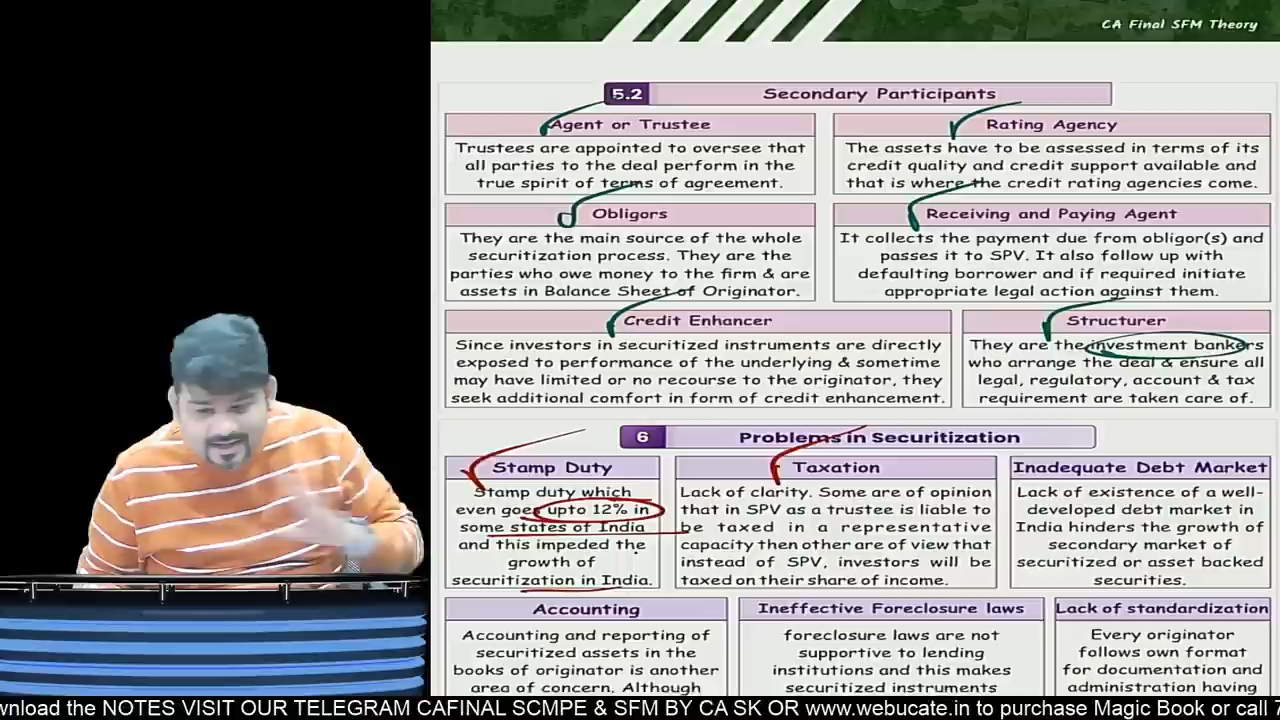 CA Final SFM Theory
5.2 Secondary Participants
Agent or Trustee
Trustees are appointed to oversee that
all parties to the deal perform in the
true spirit of terms of agreement.
Rating Agency
The assets have to be assessed in terms of its
credit quality and credit support available and
that is where the credit rating agencies come.
Obligors
They are the main source of the whole
securitization process. They are the
parties who owe money to the firm & are
assets in Balance Sheet of Originator.
Receiving and Paying Agent
It collects the payment due from obligor(s) and
passes it to SPV. It also follow up with
defaulting borrower and if required initiate
appropriate legal action against them.
Credit Enhancer
Since investors in securitized instruments are directly
exposed to performance of the underlying & sometime
may have limited or no recourse to the originator, they
seek additional comfort in form of credit enhancement.
Structurer
They are the investment bankers
who arrange the deal & ensure all
legal, regulatory, account & tax
requirement are taken care of.
6 Problems in Securitization
Stamp Duty
Stamp duty which
even goes upto 12% in
some states of India
and this impeded the
growth of
securitization in India.
Taxation
Lack of clarity. Some are of opinion
that in SPV as a trustee is liable to
be taxed in a representative
capacity then other are of view that
instead of SPV, investors will be
taxed on their share of income.
Inadequate Debt Market
Lack of existence of a well-
developed debt market in
India hinders the growth of
secondary market of
securitized or asset backed
securities.
Accounting
Accounting and reporting of
securitized assets in the
books of originator is another
area of concern. Although
Ineffective Foreclosure laws
foreclosure laws are not
supportive to lending
institutions and this makes
securitized instruments
Lack of standardization
Every originator
follows own format
for documentation and
administration having
wnload the NOTES VISIT OUR TELEGRAM CAFINAL SCMPE & SFM BY CA SK OR www.webucate.in to purchase Magic Book or call 7